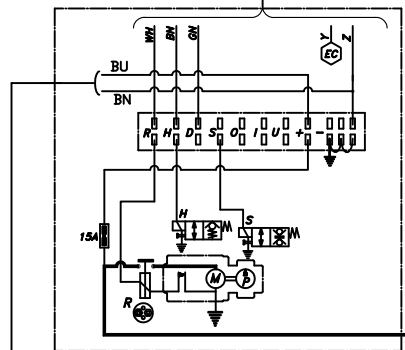 WH BN GN Y Z
EC
BU
BN
R H D S O I U + -
H
S
15A
M P
R